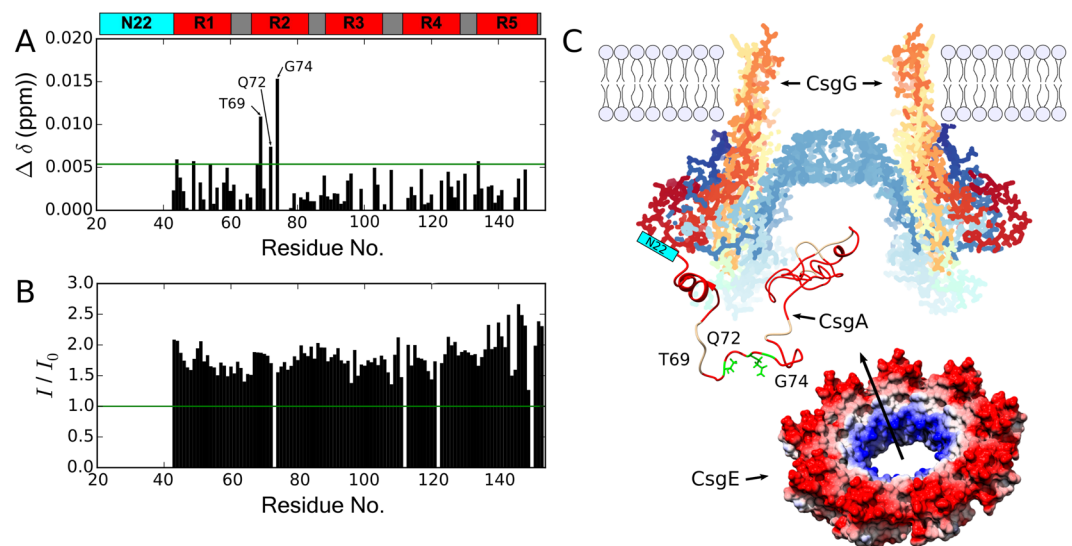 N22 R1 R2 R3 R4 R5
A
0.020
0.015
0.010
0.005
0.000
Δ δ (ppm))
G74
Q72
T69
20 40 60 80 100 120 140
Residue No.
B
3.0
2.5
2.0
1.5
1.0
0.5
0.0
I / I0
20 40 60 80 100 120 140
Residue No.
C
CsgG
N22
CsgA
Q72
T69
G74
CsgE